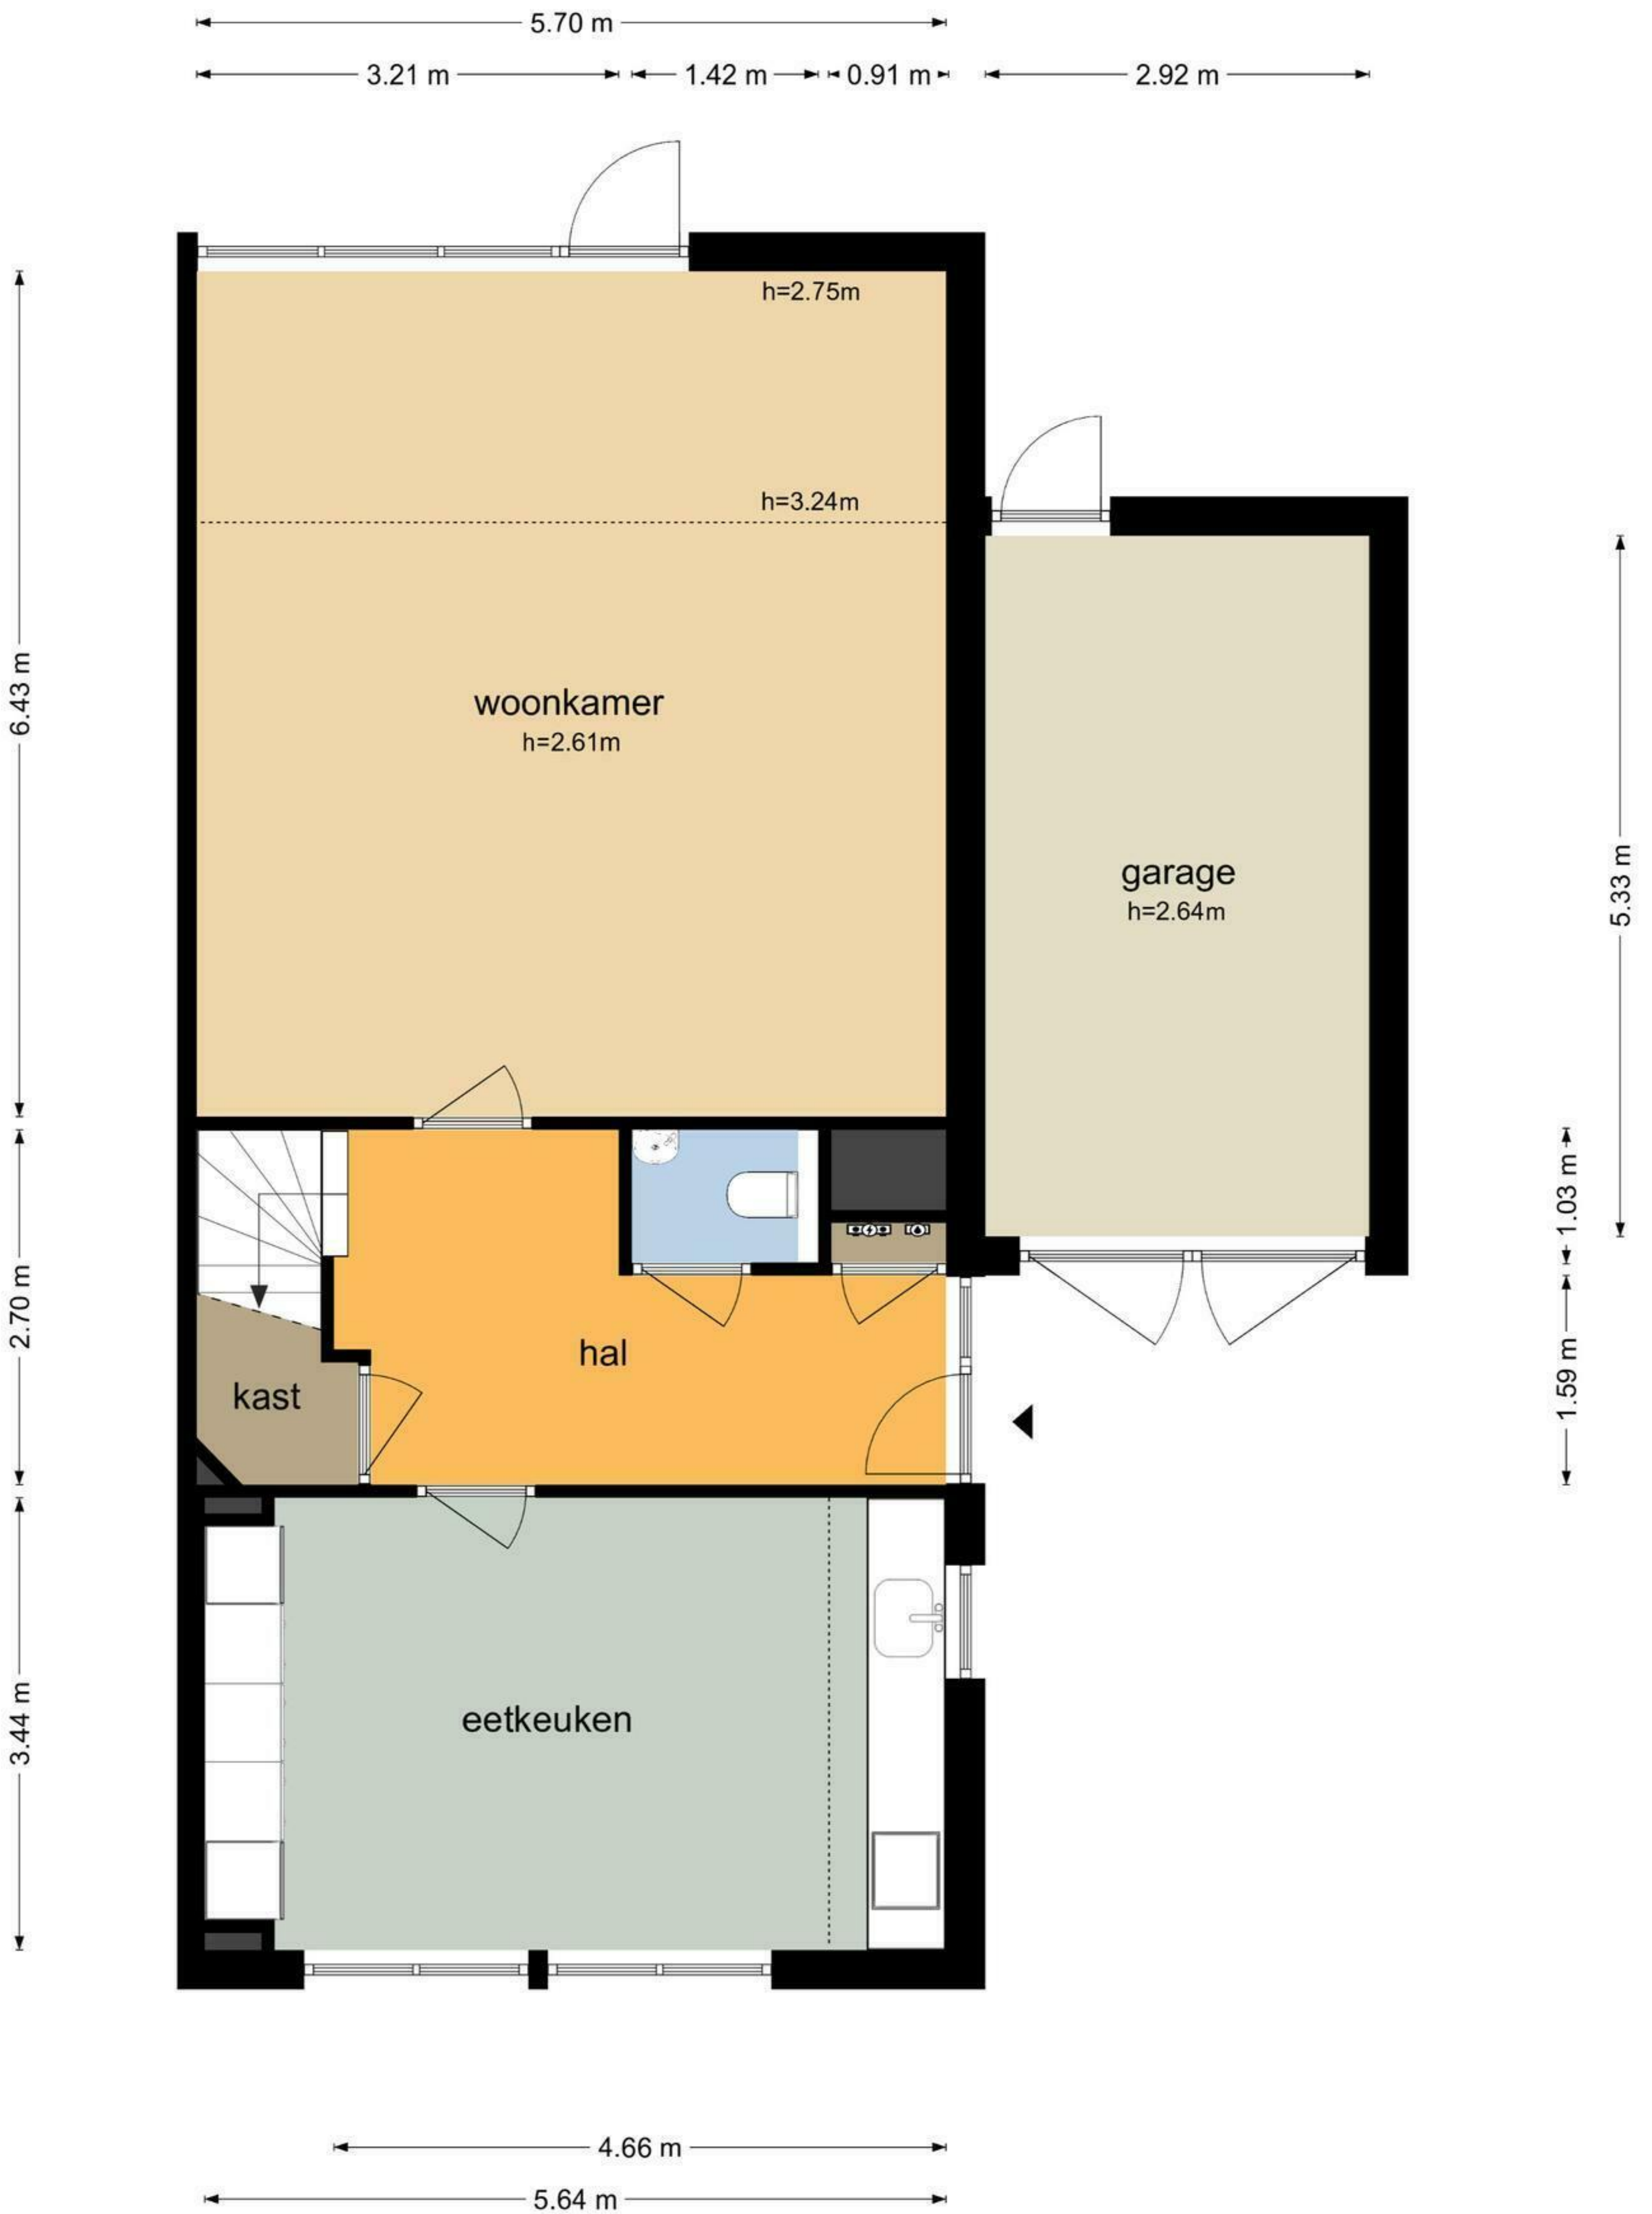 5.70 m
3.21 m
1.42 m
0.91 m
2.92 m
h=2.75m
h=3.24m
6.43 m
woonkamer
h=2.61m
garage
h=2.64m
5.33 m
1.03 m
2.70 m
hal
1.59 m
kast
3.44 m
eetkeuken
4.66 m
5.64 m